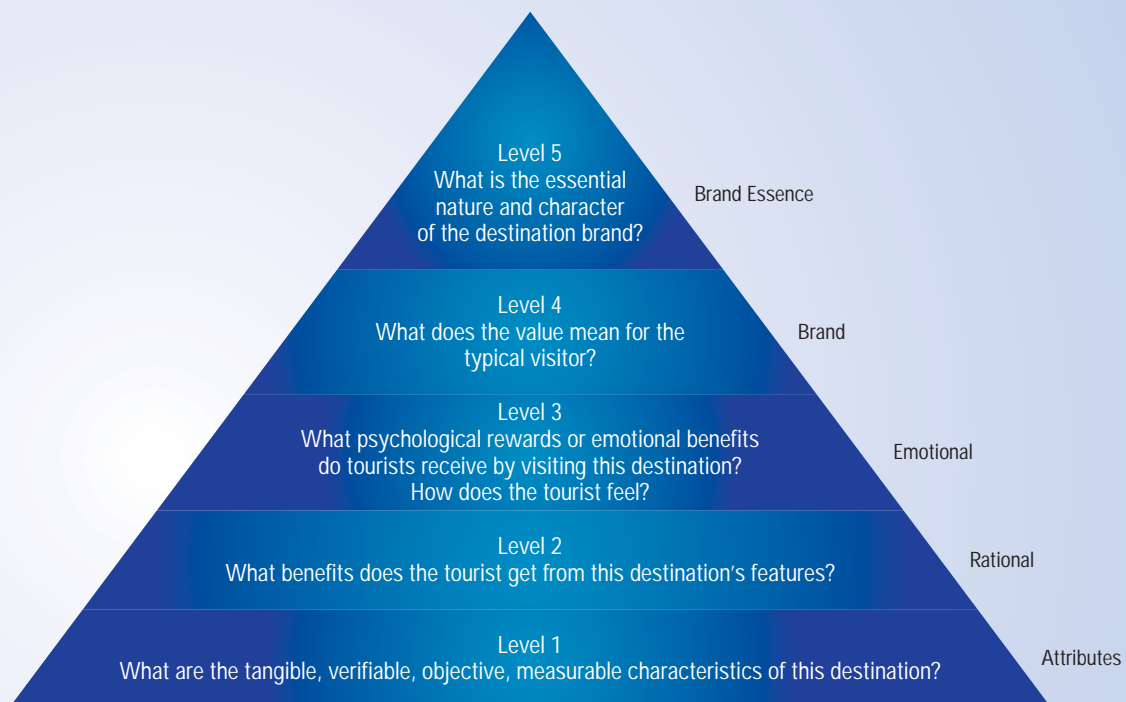 Level 5
What is the essential
nature and character
of the destination brand?
Brand Essence
Level 4
What does the value mean for the
typical visitor?
Brand
Level 3
What psychological rewards or emotional benefits
do tourists receive by visiting this destination?
How does the tourist feel?
Emotional
Level 2
What benefits does the tourist get from this destination's features?
Rational
Level 1
What are the tangible, verifiable, objective, measurable characteristics of this destination?
Attributes